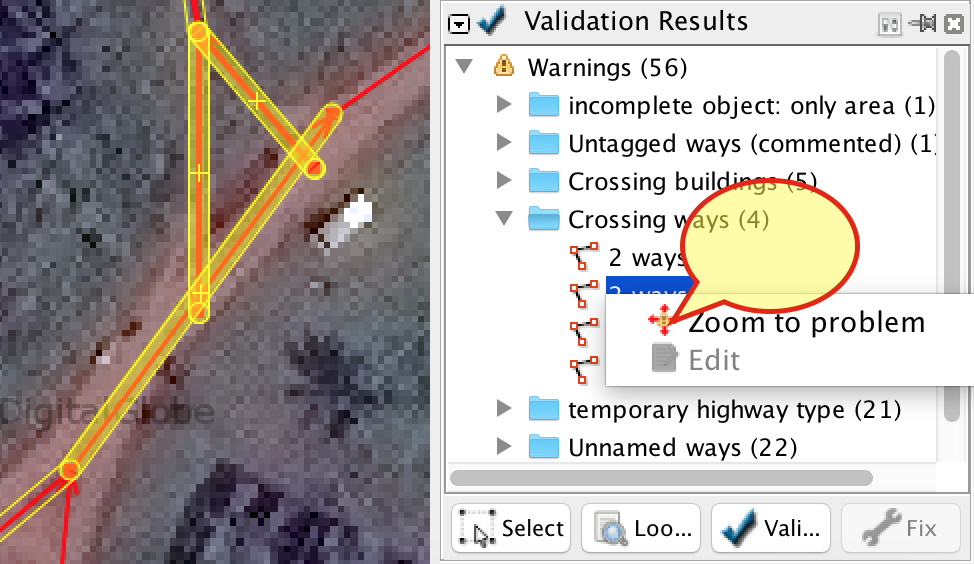 Validation Results
Warnings (56)
incomplete object: only area (1)
Untagged ways (commented) (1)
Crossing buildings (5)
Crossing ways (4)
2 ways
2 ways
Zoom to problem
Edit
temporary highway type (21)
Unnamed ways (22)
Select
Loo...
Vali...
Fix
DigitalGlobe